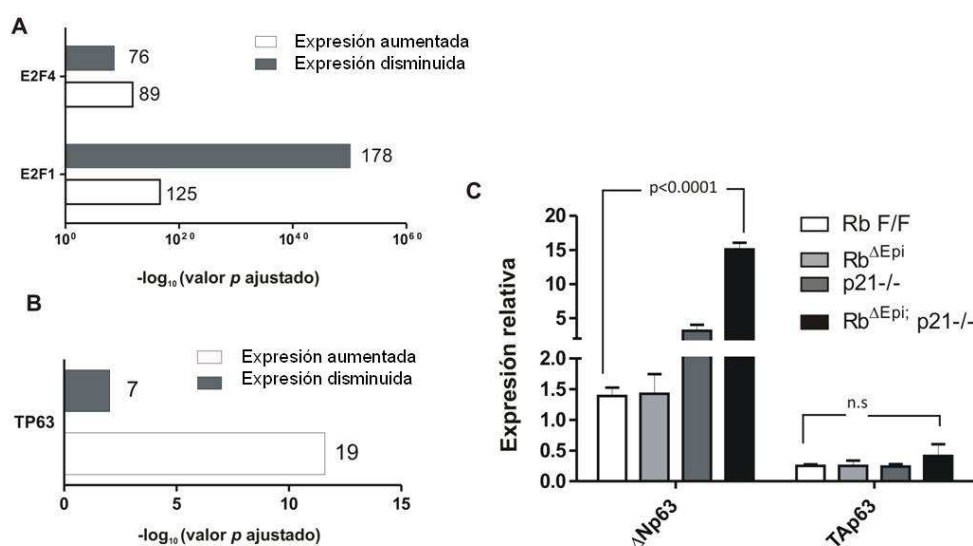 A
Expresión aumentada
Expresión disminuida
E2F4
76
89
E2F1
178
125
10⁰ 10²⁰ 10⁴⁰ 10⁶⁰
-log₁₀ (valor p ajustado)
B
Expresión aumentada
Expresión disminuida
TP63
7
19
0 5 10 15
-log₁₀ (valor p ajustado)
C
p<0.0001
Rb F/F
Rb^ΔEpi
p21-/-
Rb^ΔEpi; p21-/-
Expresión relativa
20
15
10
5
2.0
1.5
1.0
0.5
0.0
n.s
ΔNp63
TAp63